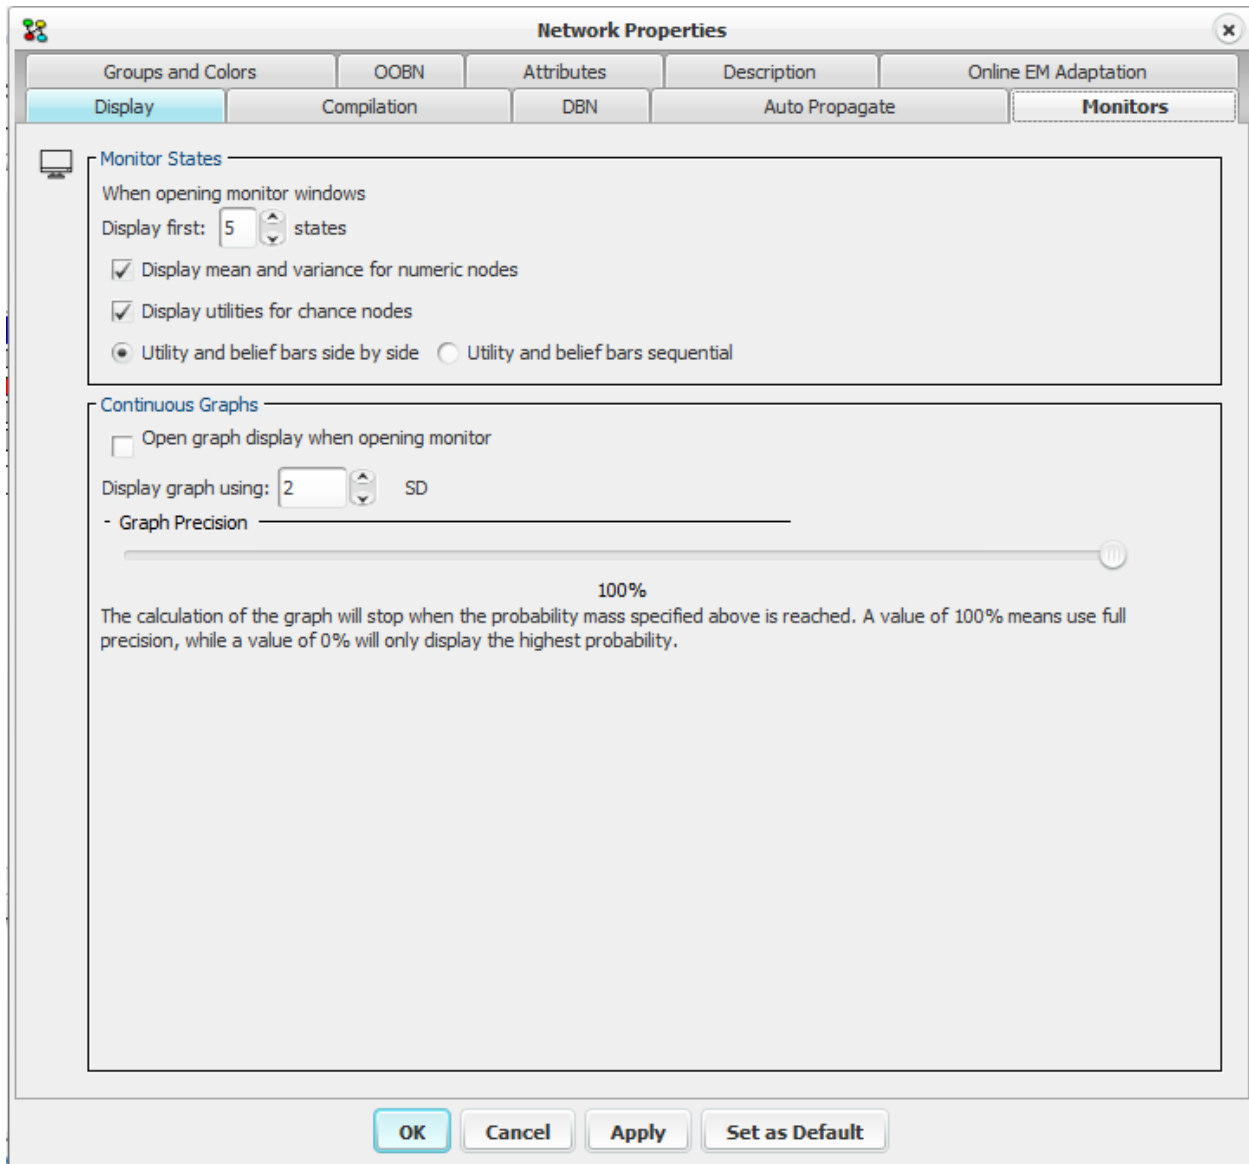 Network Properties
Groups and Colors
OOBN
Attributes
Description
Online EM Adaptation
Display
Compilation
DBN
Auto Propagate
Monitors
Monitor States
When opening monitor windows
Display first: 5 states
Display mean and variance for numeric nodes
Display utilities for chance nodes
Utility and belief bars side by side Utility and belief bars sequential
Continuous Graphs
Open graph display when opening monitor
Display graph using: 2 SD
- Graph Precision
100%
The calculation of the graph will stop when the probability mass specified above is reached. A value of 100% means use full
precision, while a value of 0% will only display the highest probability.
OK
Cancel
Apply
Set as Default